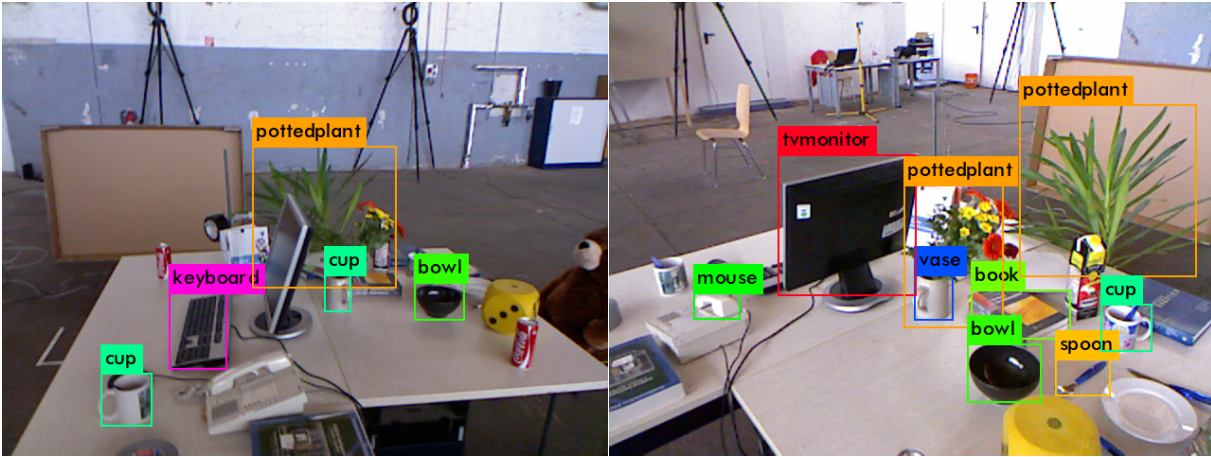 pottedplant
cup
bowl
keyboard
cup
pottedplant
tvmonitor
pottedplant
vase
mouse
book
cup
bowl
spoon